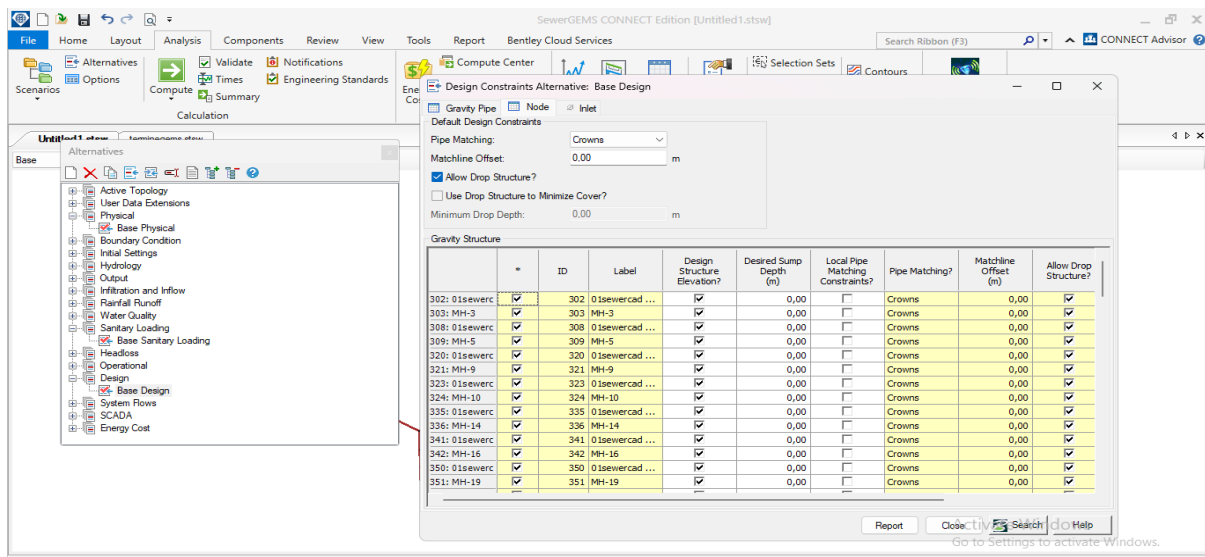 SewerGEMS CONNECT Edition [Untitled1.stsw]
File Home Layout Analysis Components Review View Tools Report Bentley Cloud Services Search Ribbon (F3) CONNECT Advisor
Scenarios
Alternatives
Options
Compute
Validate
Times
Summary
Notifications
Engineering Standards
Calculation
Compute Center
Selection Sets
Contours
Untitled1.stsw
Base
Alternatives
Active Topology
User Data Extensions
Physical
Base Physical
Boundary Condition
Initial Settings
Hydrology
Output
Infiltration and Inflow
Rainfall Runoff
Water Quality
Sanitary Loading
Base Sanitary Loading
Headloss
Operational
Design
Base Design
System Flows
SCADA
Energy Cost
Design Constraints Alternative: Base Design
Gravity Pipe Node Inlet
Default Design Constraints
Pipe Matching: Crowns
Matchline Offset: 0,00 m
Allow Drop Structure?
Use Drop Structure to Minimize Cover?
Minimum Drop Depth: 0,00 m
Gravity Structure
* ID Label Design Structure Elevation? Desired Sump Depth (m) Local Pipe Matching Constraints? Pipe Matching? Matchline Offset (m) Allow Drop Structure?
302: 01sewerc 302 01sewercad ... 0,00 Crowns 0,00
303: MH-3 303 MH-3 0,00 Crowns 0,00
308: 01sewerc 308 01sewercad ... 0,00 Crowns 0,00
309: MH-5 309 MH-5 0,00 Crowns 0,00
320: 01sewerc 320 01sewercad ... 0,00 Crowns 0,00
321: MH-9 321 MH-9 0,00 Crowns 0,00
323: 01sewerc 323 01sewercad ... 0,00 Crowns 0,00
324: MH-10 324 MH-10 0,00 Crowns 0,00
335: 01sewerc 335 01sewercad ... 0,00 Crowns 0,00
336: MH-14 336 MH-14 0,00 Crowns 0,00
341: 01sewerc 341 01sewercad ... 0,00 Crowns 0,00
342: MH-16 342 MH-16 0,00 Crowns 0,00
350: 01sewerc 350 01sewercad ... 0,00 Crowns 0,00
351: MH-19 351 MH-19 0,00 Crowns 0,00
Report Close Search Help
Activate Windows
Go to Settings to activate Windows.